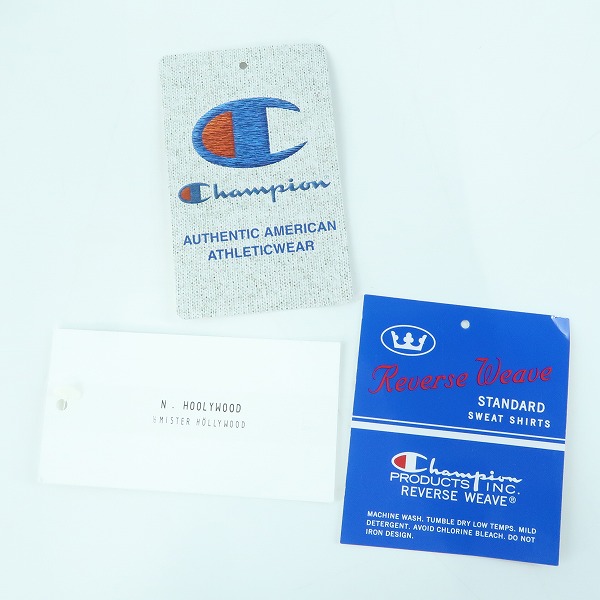 Champion
AUTHENTIC AMERICAN
ATHLETICWEAR
N. HOOLYWOOD
MISTER HOLLYWOOD
Reverse Weave
STANDARD
SWEAT SHIRTS
Champion
PRODUCTS INC.
REVERSE WEAVE®
MACHINE WASH. TUMBLE DRY LOW TEMPS. MILD
DETERGENT. AVOID CHLORINE BLEACH. DO NOT
IRON DESIGN.